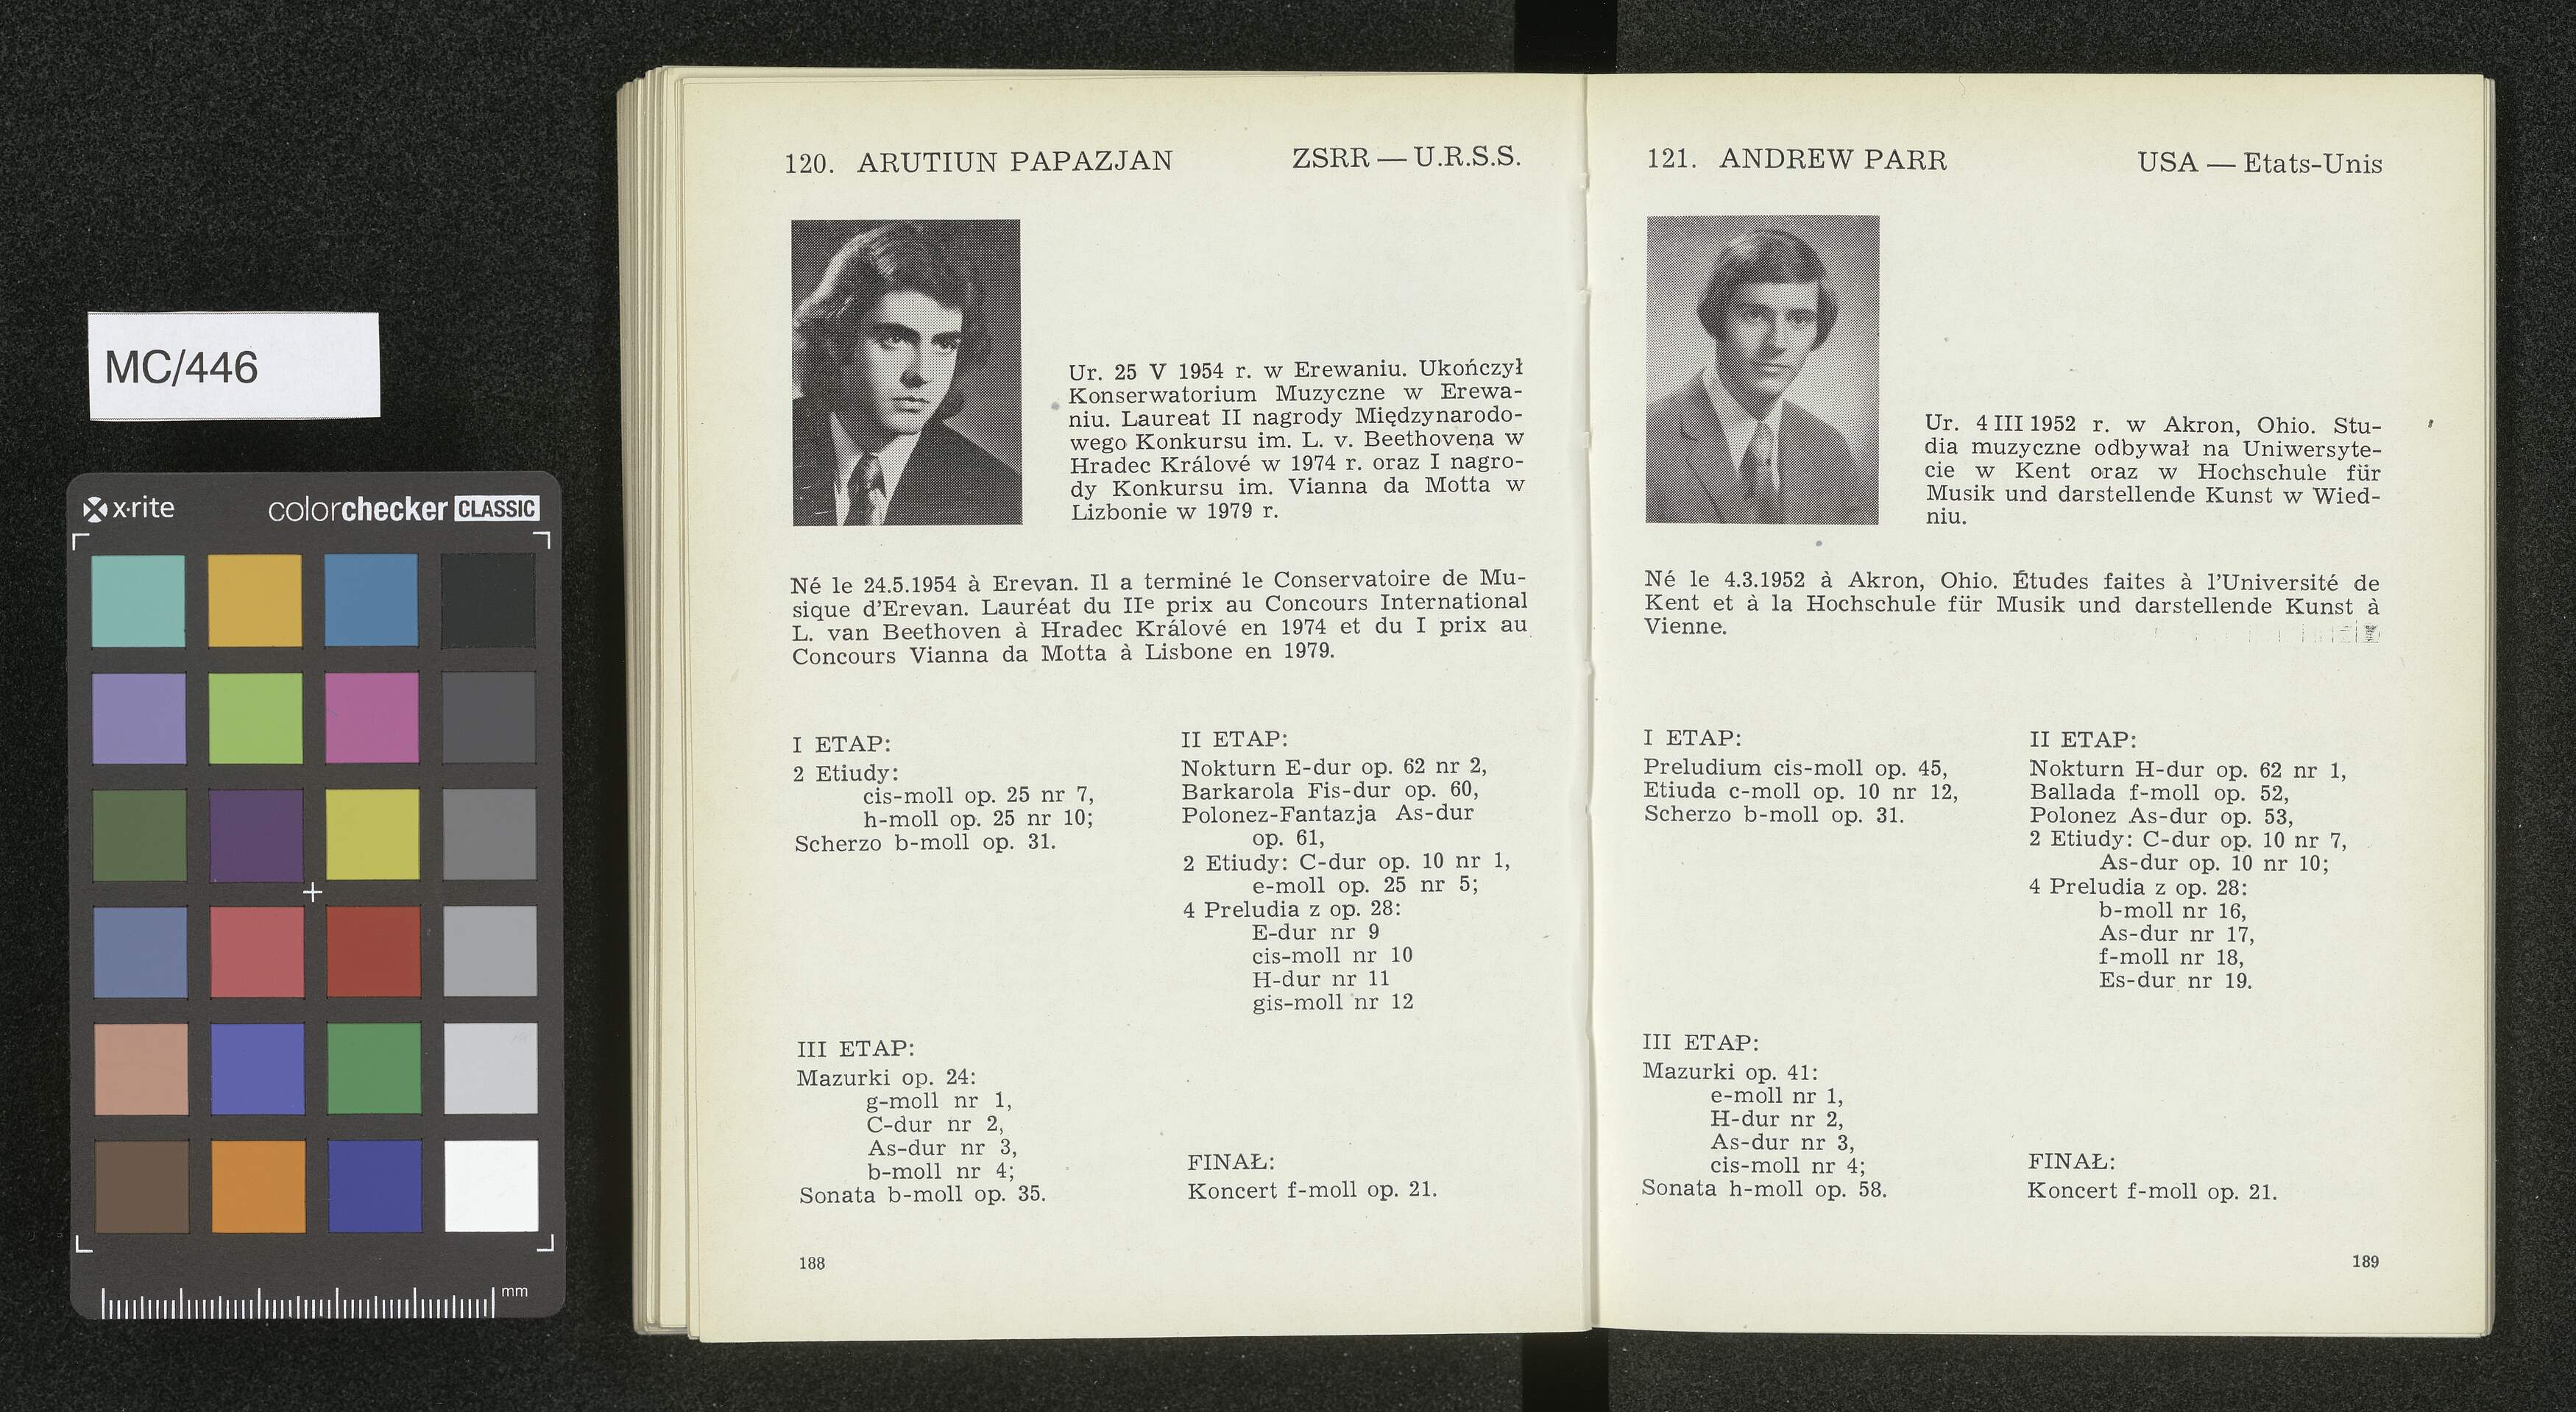 MC/446
x·rite
colorchecker CLASSIC
mm
120. ARUTIUN PAPAZJAN ZSRR — U.R.S.S.
Ur. 25 V 1954 r. w Erewaniu. Ukończył
Konserwatorium Muzyczne w Erewa-
niu. Laureat II nagrody Międzynarodo-
wego Konkursu im. L. v. Beethovena w
Hradec Králové w 1974 r. oraz I nagro-
dy Konkursu im. Vianna da Motta w
Lizbonie w 1979 r.
Né le 24.5.1954 à Erevan. Il a terminé le Conservatoire de Mu-
sique d'Erevan. Lauréat du IIe prix au Concours International
L. van Beethoven à Hradec Králové en 1974 et du I prix au
Concours Vianna da Motta à Lisbone en 1979.
I ETAP:
2 Etiudy:
cis-moll op. 25 nr 7,
h-moll op. 25 nr 10;
Scherzo b-moll op. 31.
II ETAP:
Nokturn E-dur op. 62 nr 2,
Barkarola Fis-dur op. 60,
Polonez-Fantazja As-dur
op. 61,
2 Etiudy: C-dur op. 10 nr 1,
e-moll op. 25 nr 5;
4 Preludia z op. 28:
E-dur nr 9
cis-moll nr 10
H-dur nr 11
gis-moll nr 12
III ETAP:
Mazurki op. 24:
g-moll nr 1,
C-dur nr 2,
As-dur nr 3,
b-moll nr 4;
Sonata b-moll op. 35.
FINAŁ:
Koncert f-moll op. 21.
188
121. ANDREW PARR USA — Etats-Unis
Ur. 4 III 1952 r. w Akron, Ohio. Stu-
dia muzyczne odbywał na Uniwersyte-
cie w Kent oraz w Hochschule für
Musik und darstellende Kunst w Wied-
niu.
Né le 4.3.1952 à Akron, Ohio. Études faites à l'Université de
Kent et à la Hochschule für Musik und darstellende Kunst à
Vienne.
I ETAP:
Preludium cis-moll op. 45,
Etiuda c-moll op. 10 nr 12,
Scherzo b-moll op. 31.
II ETAP:
Nokturn H-dur op. 62 nr 1,
Ballada f-moll op. 52,
Polonez As-dur op. 53,
2 Etiudy: C-dur op. 10 nr 7,
As-dur op. 10 nr 10;
4 Preludia z op. 28:
b-moll nr 16,
As-dur nr 17,
f-moll nr 18,
Es-dur nr 19.
III ETAP:
Mazurki op. 41:
e-moll nr 1,
H-dur nr 2,
As-dur nr 3,
cis-moll nr 4;
Sonata h-moll op. 58.
FINAŁ:
Koncert f-moll op. 21.
189